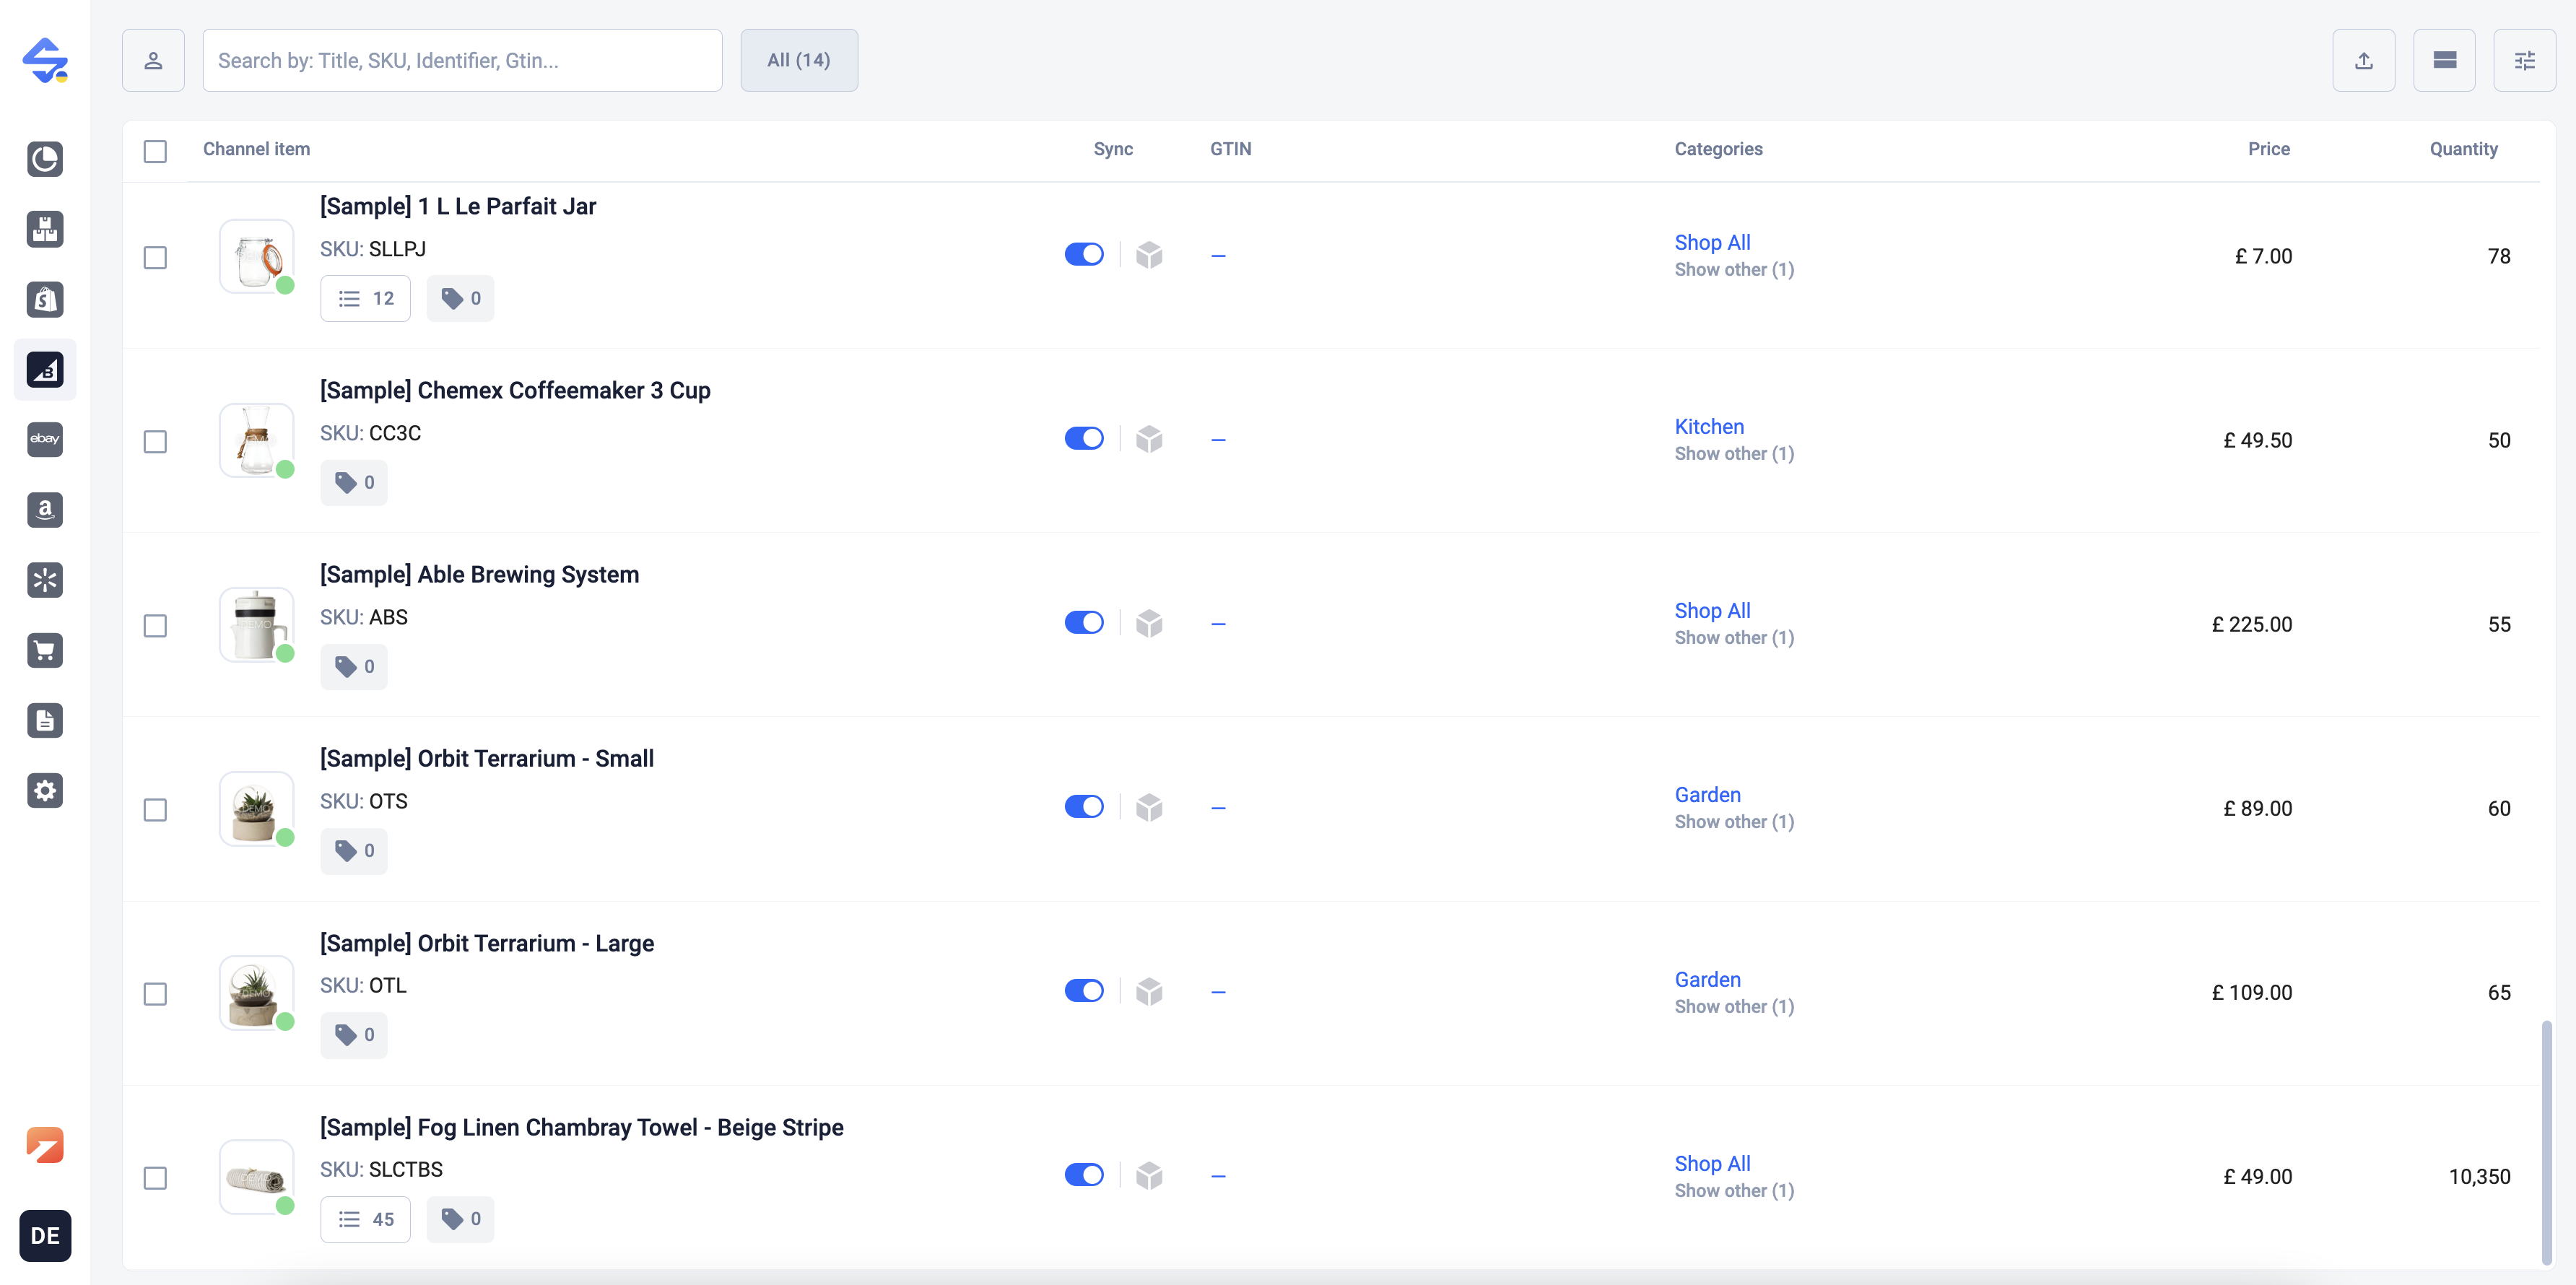 Search by: Title, SKU, Identifier, Gtin...
All (14)
Channel item Sync GTIN Categories Price Quantity
[Sample] 1 L Le Parfait Jar
SKU: SLLPJ
12 0
–
Shop All
Show other (1)
£ 7.00
78
[Sample] Chemex Coffeemaker 3 Cup
SKU: CC3C
0
–
Kitchen
Show other (1)
£ 49.50
50
[Sample] Able Brewing System
SKU: ABS
0
–
Shop All
Show other (1)
£ 225.00
55
[Sample] Orbit Terrarium - Small
SKU: OTS
0
–
Garden
Show other (1)
£ 89.00
60
[Sample] Orbit Terrarium - Large
SKU: OTL
0
–
Garden
Show other (1)
£ 109.00
65
[Sample] Fog Linen Chambray Towel - Beige Stripe
SKU: SLCTBS
45 0
–
Shop All
Show other (1)
£ 49.00
10,350
B
ebay
a
DE